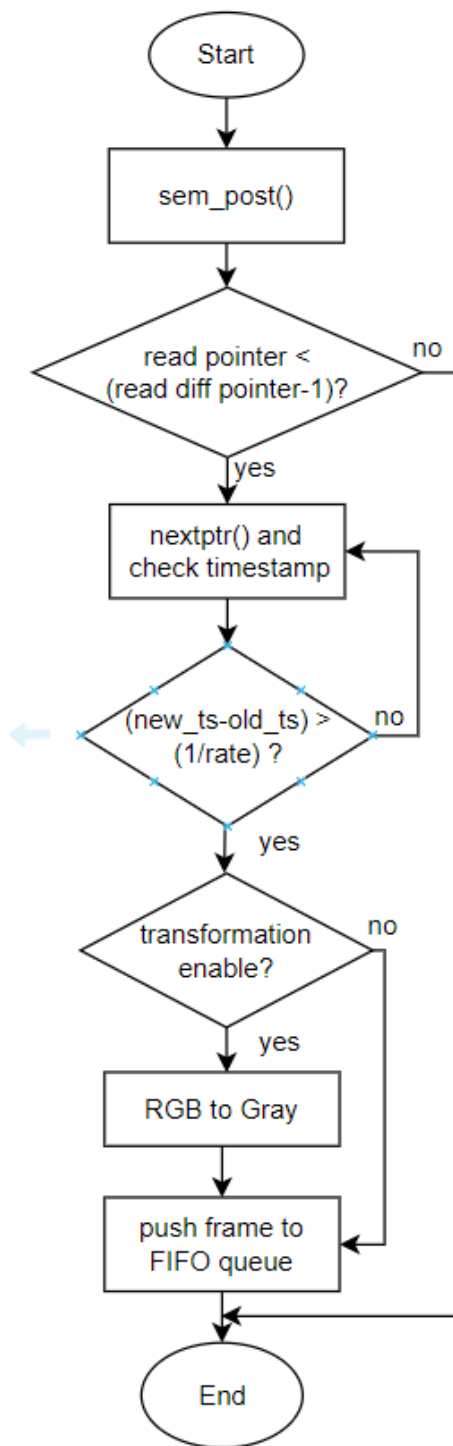 Start
sem_post()
read pointer <
(read diff pointer-1)?
no
yes
nextptr() and
check timestamp
(new_ts-old_ts) >
(1/rate) ?
no
yes
transformation
enable?
no
yes
RGB to Gray
push frame to
FIFO queue
End